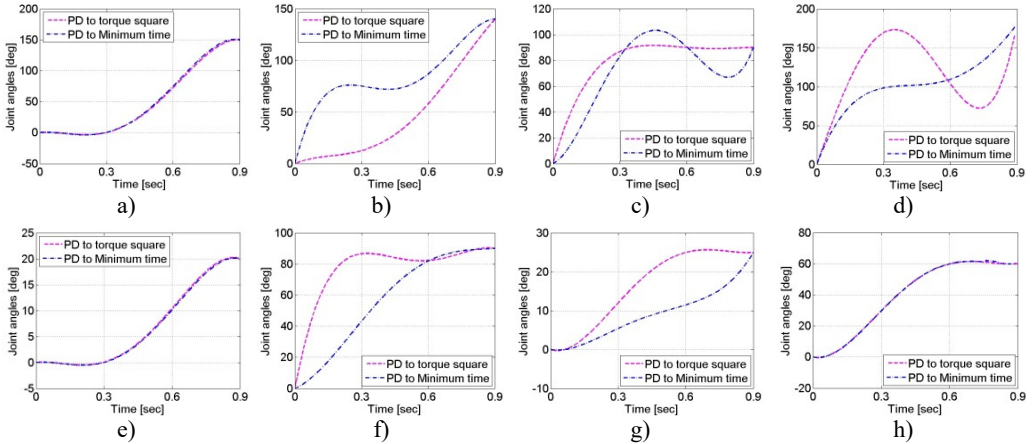 a)
Joint angles [deg]
200
150
100
50
0
-50
0 0.3 0.6 0.9
Time [sec]
PD to torque square
PD to Minimum time
b)
Joint angles [deg]
150
100
50
0
0 0.3 0.6 0.9
Time [sec]
PD to torque square
PD to Minimum time
c)
Joint angles [deg]
120
100
80
60
40
20
0
0 0.3 0.6 0.9
Time [sec]
PD to torque square
PD to Minimum time
d)
Joint angles [deg]
200
150
100
50
0
0 0.3 0.6 0.9
Time [sec]
PD to torque square
PD to Minimum time
e)
Joint angles [deg]
25
20
15
10
5
0
-5
0 0.3 0.6 0.9
Time [sec]
PD to torque square
PD to Minimum time
f)
Joint angles [deg]
100
80
60
40
20
0
0 0.3 0.6 0.9
Time [sec]
PD to torque square
PD to Minimum time
g)
Joint angles [deg]
30
20
10
0
-10
0 0.3 0.6 0.9
Time [sec]
PD to torque square
PD to Minimum time
h)
Joint angles [deg]
80
60
40
20
0
-20
0 0.3 0.6 0.9
Time [sec]
PD to torque square
PD to Minimum time